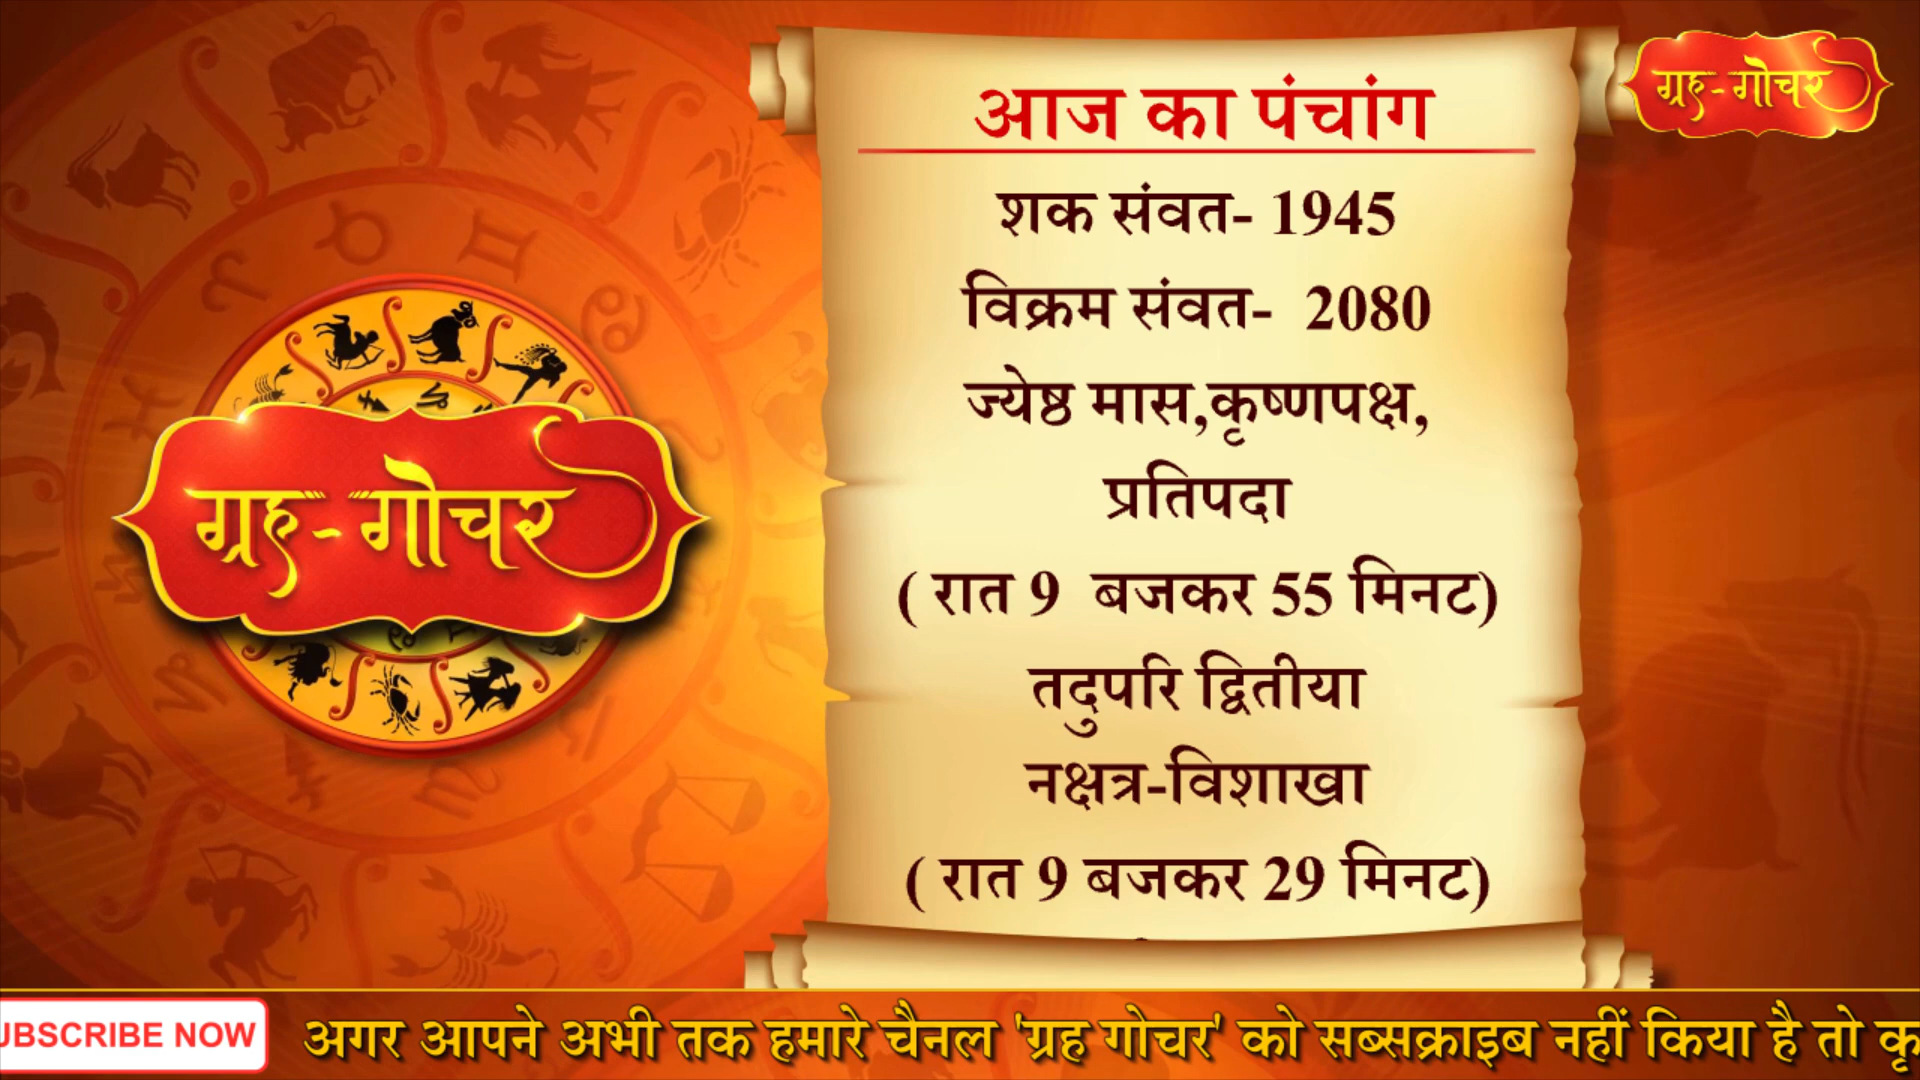 आज का पंचांग
ग्रह-गोचर
शक संवत- 1945
विक्रम संवत- 2080
ज्येष्ठ मास,कृष्णपक्ष,
प्रतिपदा
( रात 9 बजकर 55 मिनट)
तदुपरि द्वितीया
नक्षत्र-विशाखा
( रात 9 बजकर 29 मिनट)
ग्रह-गोचर
UBSCRIBE NOW अगर आपने अभी तक हमारे चैनल 'ग्रह गोचर' को सब्सक्राइब नहीं किया है तो कृ